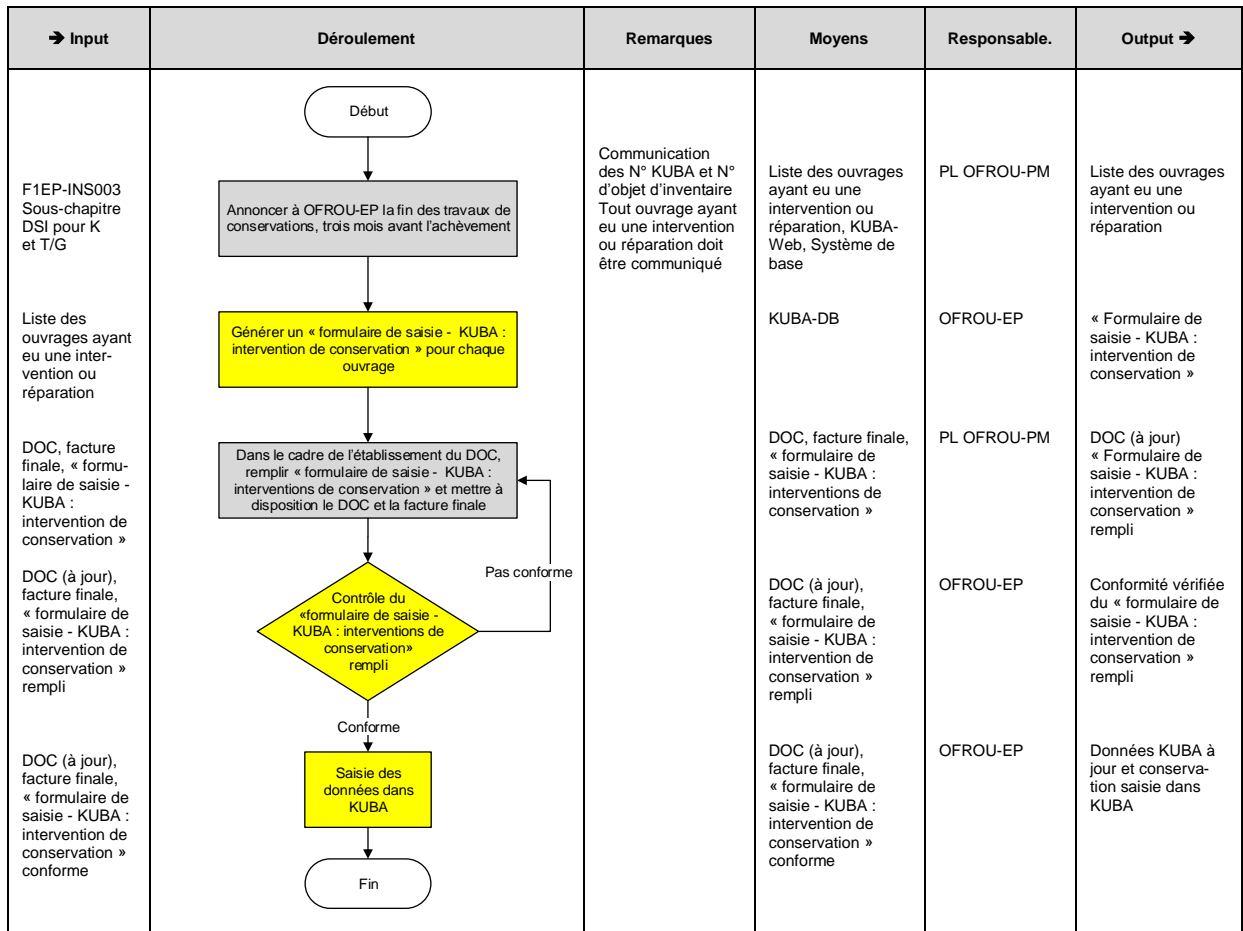 ➔ Input
Déroulement
Remarques
Moyens
Responsable.
Output ➔
Début
F1EP-INS003
Sous-chapitre
DSI pour K
et T/G
Annoncer à OFROU-EP la fin des travaux de
conservations, trois mois avant l'achèvement
Communication
des N° KUBA et N°
d'objet d'inventaire
Tout ouvrage ayant
eu une intervention
ou réparation doit
être communiqué
Liste des ouvrages
ayant eu une
intervention ou
réparation, KUBA-
Web, Système de
base
PL OFROU-PM
Liste des ouvrages
ayant eu une
intervention ou
réparation
Liste des
ouvrages ayant
eu une inter-
vention ou
réparation
Générer un « formulaire de saisie - KUBA :
intervention de conservation » pour chaque
ouvrage
KUBA-DB
OFROU-EP
« Formulaire de
saisie - KUBA :
intervention de
conservation »
DOC, facture
finale, « formu-
laire de saisie -
KUBA :
intervention de
conservation »
Dans le cadre de l'établissement du DOC,
remplir « formulaire de saisie - KUBA :
interventions de conservation » et mettre à
disposition le DOC et la facture finale
DOC, facture finale,
« formulaire de
saisie - KUBA :
interventions de
conservation »
PL OFROU-PM
DOC (à jour)
« Formulaire de
saisie - KUBA :
intervention de
conservation »
rempli
DOC (à jour),
facture finale,
« formulaire de
saisie - KUBA :
intervention de
conservation »
rempli
Pas conforme
Contrôle du
«formulaire de saisie -
KUBA : interventions de
conservation»
rempli
DOC (à jour),
facture finale,
« formulaire de
saisie - KUBA :
intervention de
conservation »
rempli
OFROU-EP
Conformité vérifiée
du « formulaire de
saisie - KUBA :
intervention de
conservation »
rempli
Conforme
DOC (à jour),
facture finale,
« formulaire de
saisie - KUBA :
intervention de
conservation »
conforme
Saisie des
données dans
KUBA
DOC (à jour),
facture finale,
« formulaire de
saisie - KUBA :
intervention de
conservation »
conforme
OFROU-EP
Données KUBA à
jour et conserva-
tion saisie dans
KUBA
Fin